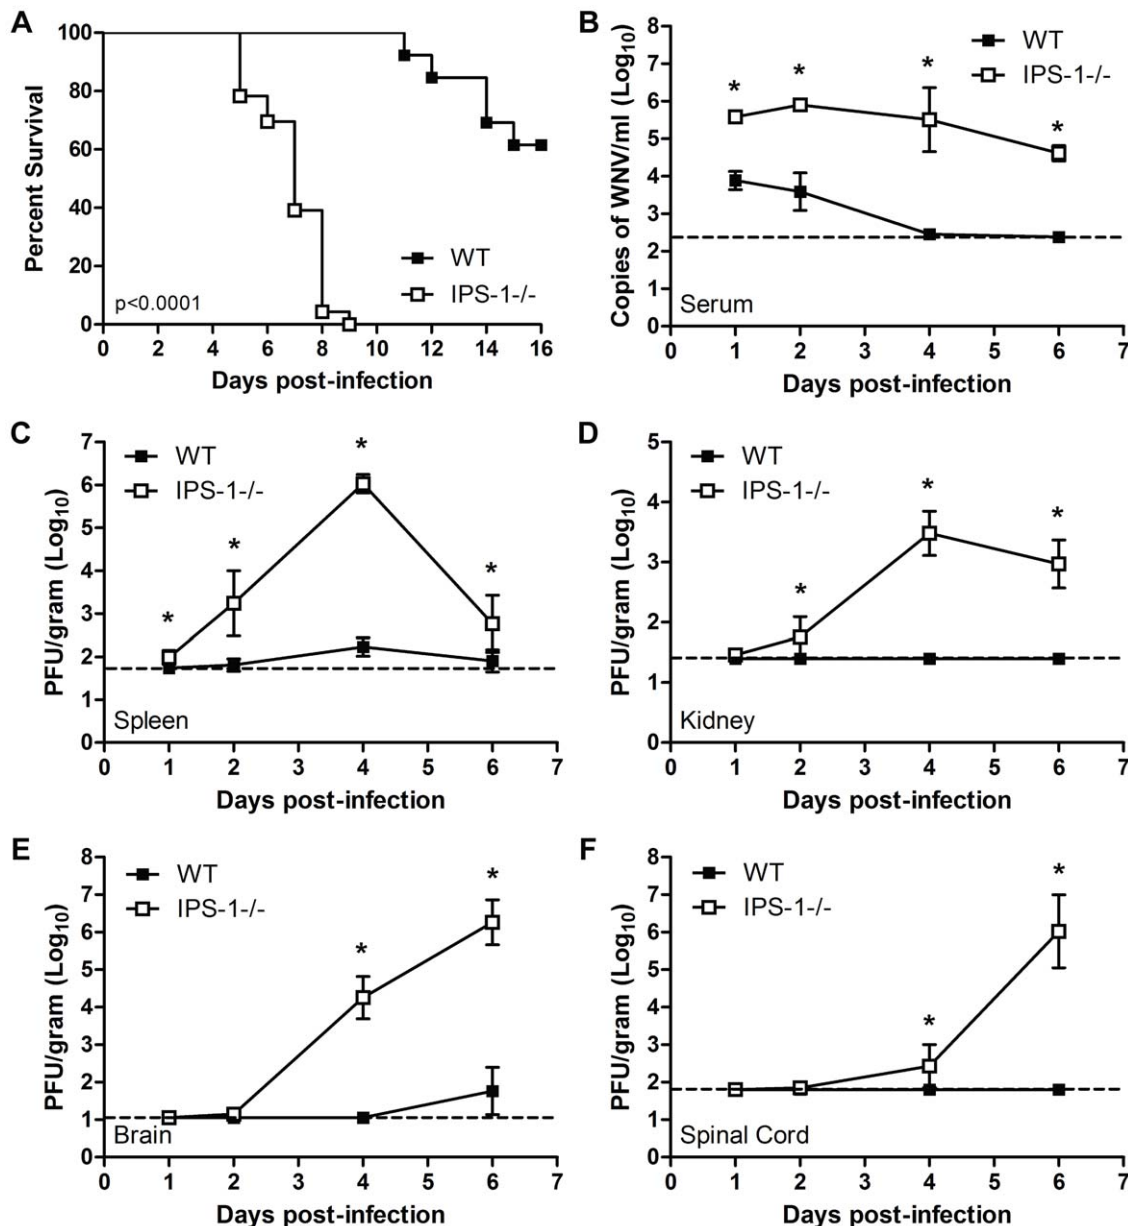 A
Percent Survival
100
80
60
40
20
0
WT
IPS-1-/-
p<0.0001
0 2 4 6 8 10 12 14 16
Days post-infection
B
Copies of WNV/ml (Log10)
8
7
6
5
4
3
2
1
0
WT
IPS-1-/-
* * * *
Serum
0 1 2 3 4 5 6 7
Days post-infection
C
PFU/gram (Log10)
7
6
5
4
3
2
1
0
WT
IPS-1-/-
* * * *
Spleen
0 1 2 3 4 5 6 7
Days post-infection
D
PFU/gram (Log10)
5
4
3
2
1
0
WT
IPS-1-/-
* * *
Kidney
0 1 2 3 4 5 6 7
Days post-infection
E
PFU/gram (Log10)
8
7
6
5
4
3
2
1
0
WT
IPS-1-/-
* *
Brain
0 1 2 3 4 5 6 7
Days post-infection
F
PFU/gram (Log10)
8
7
6
5
4
3
2
1
0
WT
IPS-1-/-
* *
Spinal Cord
0 1 2 3 4 5 6 7
Days post-infection